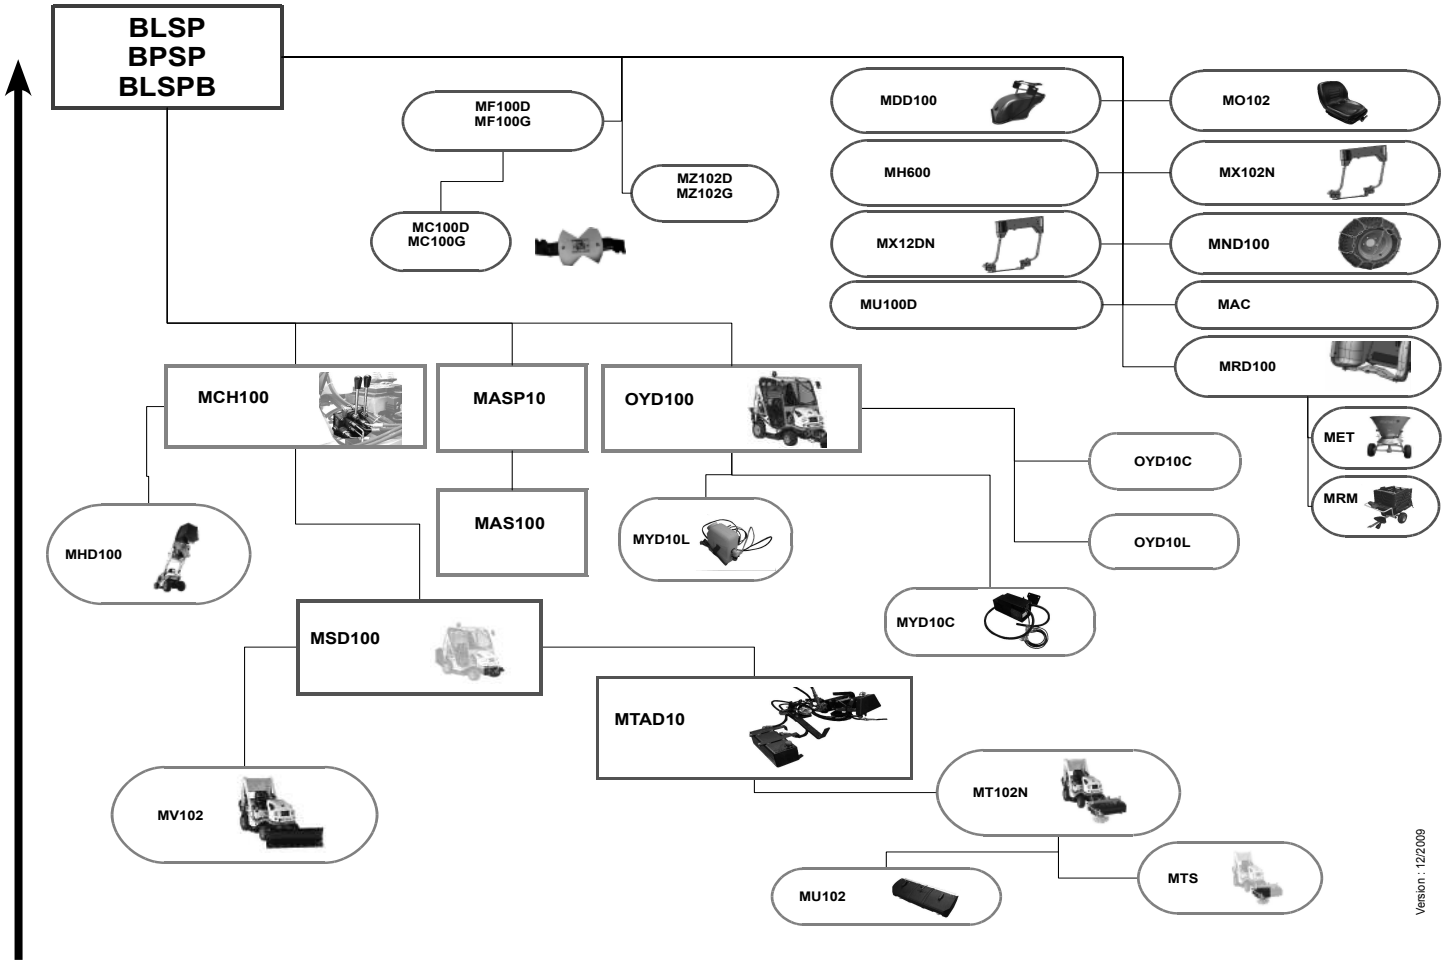 BLSP
BPSP
BLSPB
MF100D
MF100G
MZ102D
MZ102G
MC100D
MC100G
MDD100
MO102
MH600
MX102N
MX12DN
MND100
MU100D
MAC
MRD100
MET
MRM
MCH100
MASP10
OYD100
OYD10C
MAS100
MYD10L
OYD10L
MHD100
MYD10C
MSD100
MTAD10
MV102
MT102N
MU102
MTS
Version : 12/2009